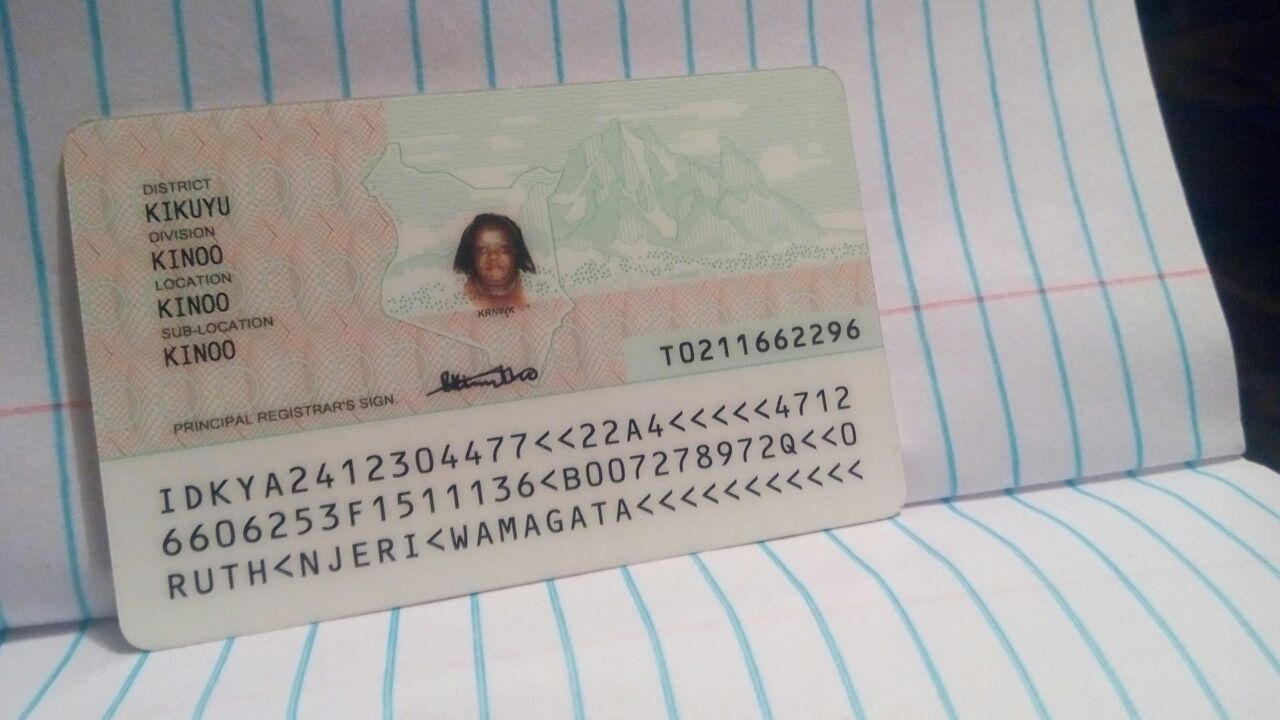 DISTRICT
KIKUYU
DIVISION
KINOO
LOCATION
KINOO
SUB-LOCATION
KINOO
PRINCIPAL REGISTRAR'S SIGN.
T0211662296
IDKYA2412304477<<22A4<<<<<4712
6606253F1511136<B007278972Q<<0
RUTH<NJERI<WAMAGATA<<<<<<<<<<<